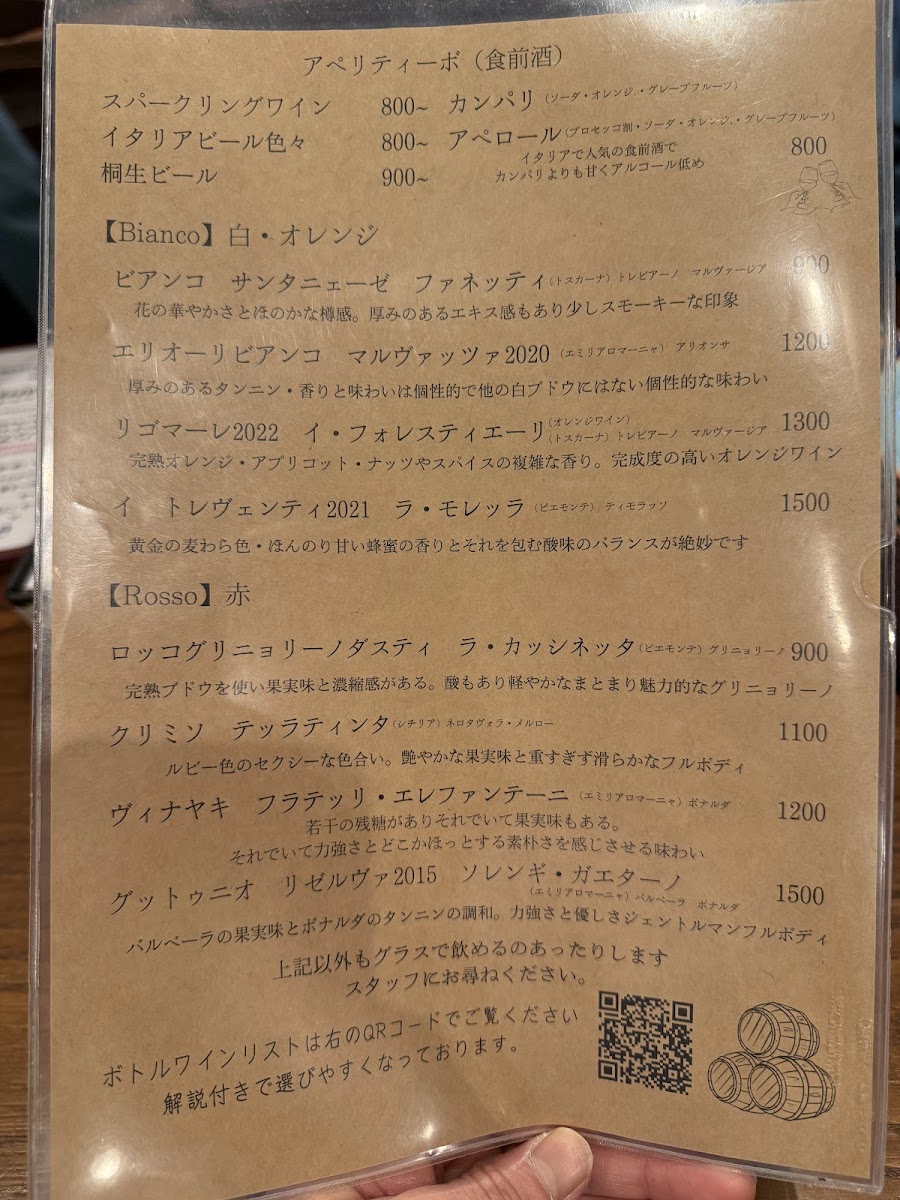 アペリティーボ（食前酒）
スパークリングワイン 800~
イタリアビール色々 800~
桐生ビール 900~
カンパリ（ソーダ・オレンジ、・グレープフルーツ）
アペロール（プロセッコ割・ソーダ・オレンジ、・グレープフルーツ）
イタリアで人気の食前酒で 800
カンパリよりも甘くアルコール低め
【Bianco】白・オレンジ
ビアンコ サンタニェーゼ ファネッティ（トスカーナ）トレビアーノ マルヴァージア 900
花の華やかさとほのかな樽感。厚みのあるエキス感もあり少しスモーキーな印象
エリオーリビアンコ マルヴァッツァ2020（エミリアロマーニャ） アリオンサ 1200
厚みのあるタンニン・香りと味わいは個性的で他の白ブドウにはない個性的な味わい
リゴマーレ2022 イ・フォレスティエーリ（オレンジワイン）
（トスカーナ）トレビアーノ マルヴァージア 1300
完熟オレンジ・アプリコット・ナッツやスパイスの複雑な香り。完成度の高いオレンジワイン
イ トレヴェンティ2021 ラ・モレッラ（ピエモンテ） ティモラッソ 1500
黄金の麦わら色・ほんのり甘い蜂蜜の香りとそれを包む酸味のバランスが絶妙です
【Rosso】赤
ロッコグリニョリーノダスティ ラ・カッシネッタ（ピエモンテ）グリニョリーノ 900
完熟ブドウを使い果実味と濃縮感がある。酸もあり軽やかなまとまり魅力的なグリニョリーノ
クリミソ テッラティンタ（シチリア）ネロタヴォラ・メルロー 1100
ルビー色のセクシーな色合い。艶やかな果実味と重すぎず滑らかなフルボディ
ヴィナヤキ フラテッリ・エレファンテーニ（エミリアロマーニャ）ボナルダ 1200
若干の残糖がありそれでいて果実味もある。
それでいて力強さとどこかほっとする素朴さを感じさせる味わい
ゲットゥニオ リゼルヴァ2015 ソレンギ・ガエターノ 1500
（エミリアロマーニャ）バルベーラ ボナルダ
バルベーラの果実味とボナルダのタンニンの調和。力強さと優しさジェントルマンフルボディ
上記以外もグラスで飲めるのあったりします
スタッフにお尋ねください。
ボトルワインリストは右のQRコードでご覧ください
解説付きで選びやすくなっております。